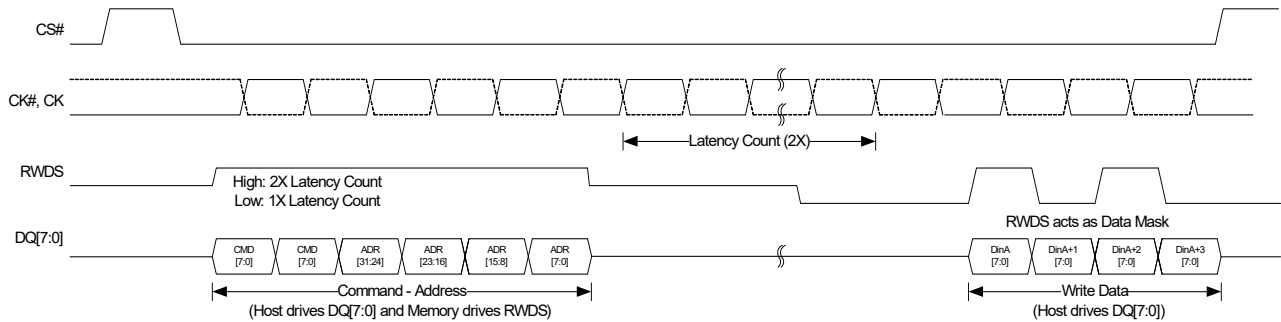 CS#
CK#, CK
Latency Count (2X)
RWDS
High: 2X Latency Count
Low: 1X Latency Count
RWDS acts as Data Mask
DQ[7:0]
CMD [7:0]
CMD [7:0]
ADR [31:24]
ADR [23:16]
ADR [15:8]
ADR [7:0]
DinA [7:0]
DinA+1 [7:0]
DinA+2 [7:0]
DinA+3 [7:0]
Command - Address
(Host drives DQ[7:0] and Memory drives RWDS)
Write Data
(Host drives DQ[7:0])